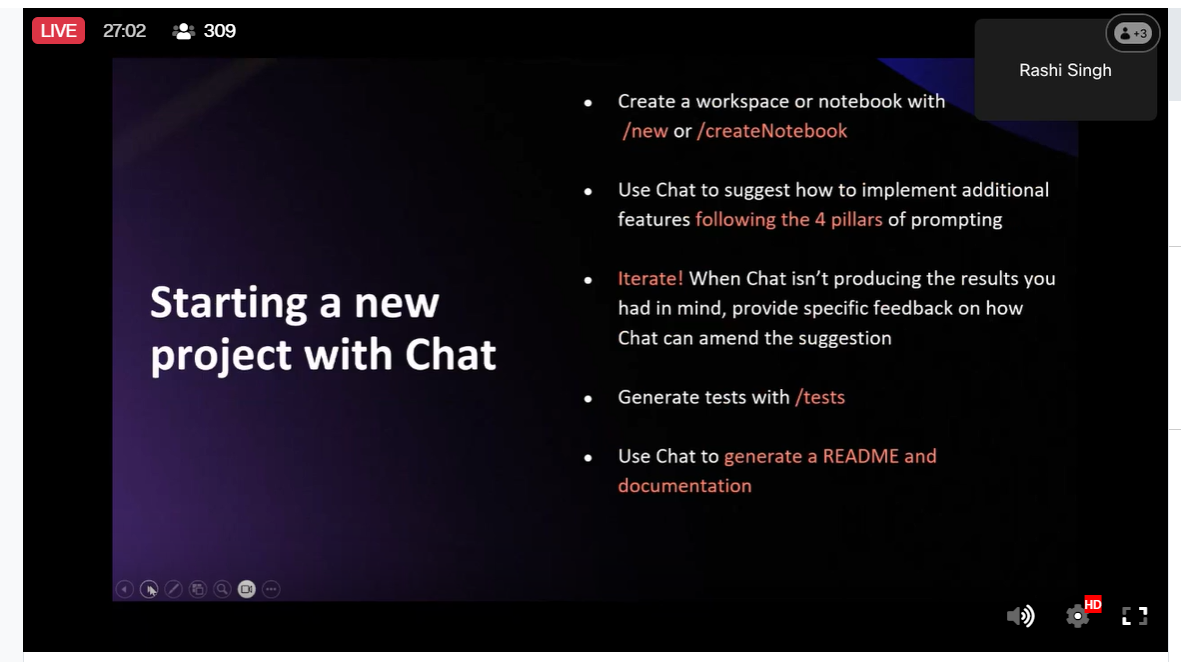 LIVE 27:02 309
+3
Rashi Singh
• Create a workspace or notebook with
/new or /createNotebook
• Use Chat to suggest how to implement additional
features following the 4 pillars of prompting
Starting a new
project with Chat
• Iterate! When Chat isn’t producing the results you
had in mind, provide specific feedback on how
Chat can amend the suggestion
• Generate tests with /tests
• Use Chat to generate a README and
documentation
HD